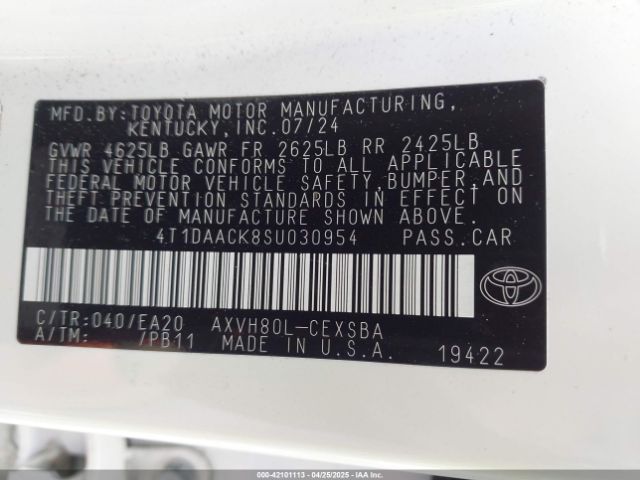 MFD.BY:TOYOTA MOTOR MANUFACTURING,
KENTUCKY, INC. 07/24
GVWR 4625LB GAWR FR 2625LB RR 2425LB
THIS VEHICLE CONFORMS TO ALL APPLICABLE
FEDERAL MOTOR VEHICLE SAFETY,BUMPER,AND
THEFT PREVENTION STANDARDS IN EFFECT ON
THE DATE OF MANUFACTURE SHOWN ABOVE.
4T1DAACK8SU030954 PASS.CAR
C/TR:040/EA20 AXVH80L-CEXSBA
A/TM: /PB11 MADE IN U.S.A. 19422
000-42101113 - 04/25/2025 - IAAI.COM